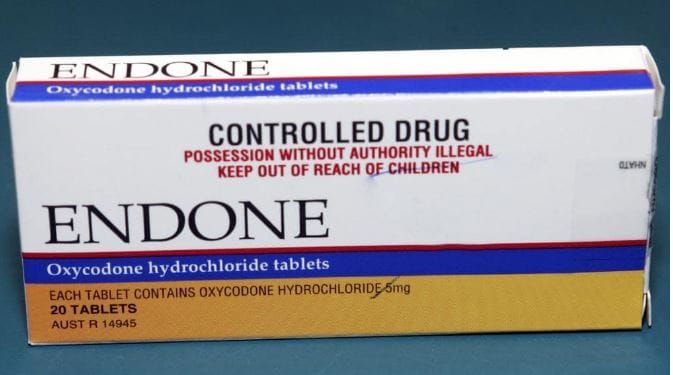 ENDONE
Oxycodone hydrochloride tablets
CONTROLLED DRUG
POSSESSION WITHOUT AUTHORITY ILLEGAL
KEEP OUT OF REACH OF CHILDREN
ENDONE
Oxycodone hydrochloride tablets
EACH TABLET CONTAINS OXYCODONE HYDROCHLORIDE 5mg
20 TABLETS
AUST R 14945